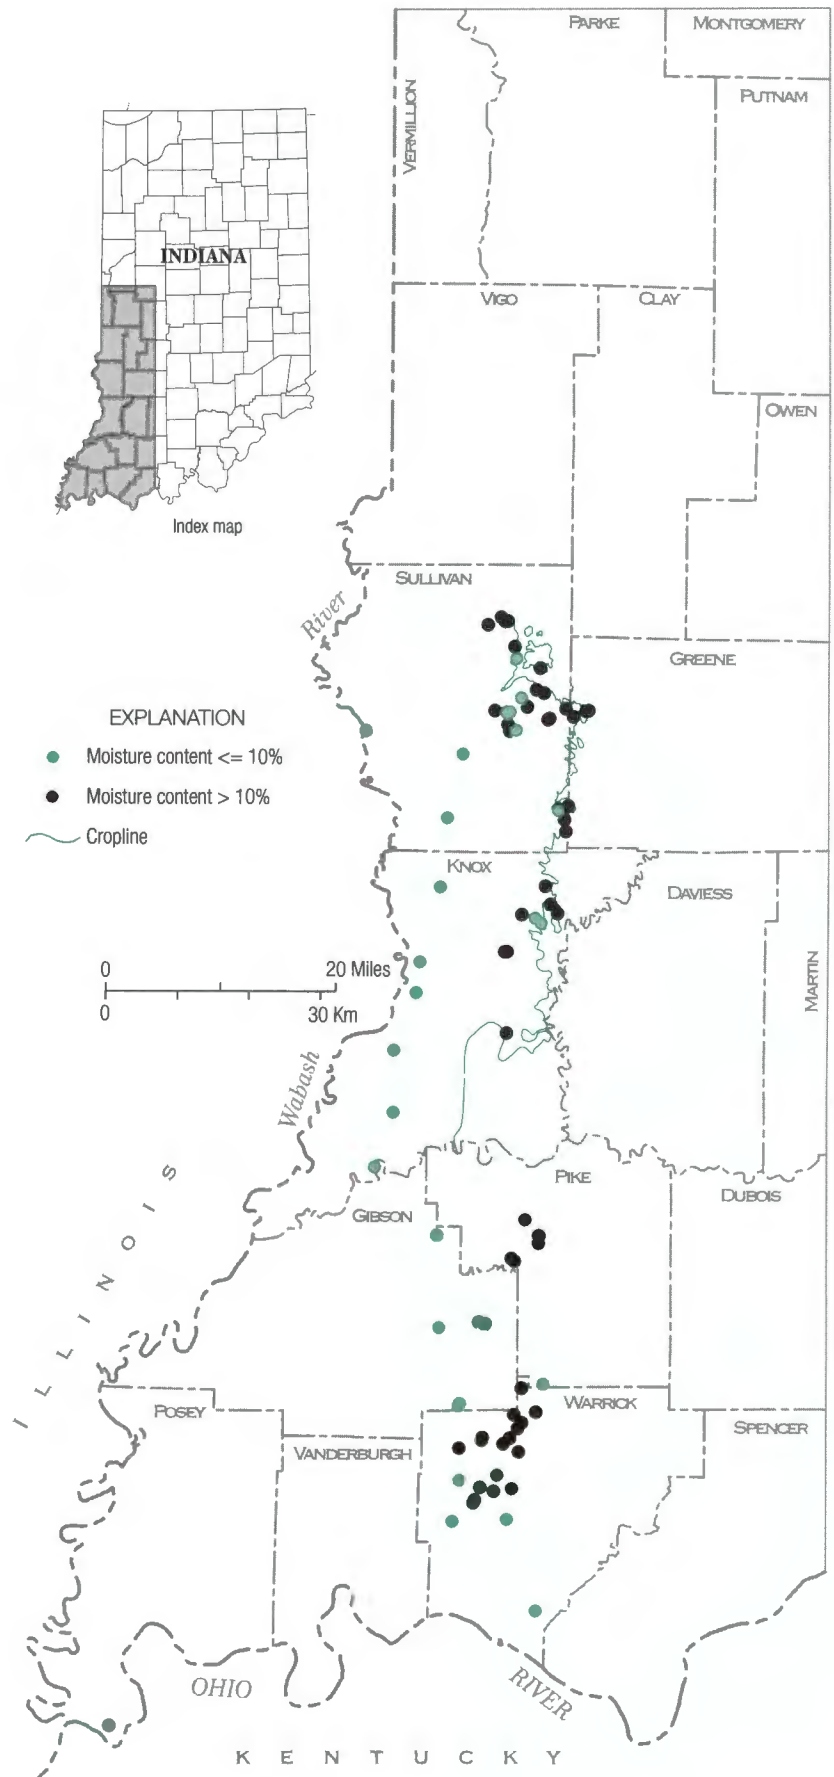 PARKE
MONTGOMERY
VERMILLION
PUTNAM
INDIANA
VIGO
CLAY
OWEN
Index map
SULLIVAN
River
GREENE
EXPLANATION
Moisture content <= 10%
Moisture content > 10%
Cropline
KNOX
DAVIESS
MARTIN
0 20 Miles
0 30 Km
Wabash
ILLINOIS
PIKE
DUBOIS
GIBSON
POSEY
WARRICK
SPENCER
VANDERBURGH
OHIO
RIVER
KENTUCKY